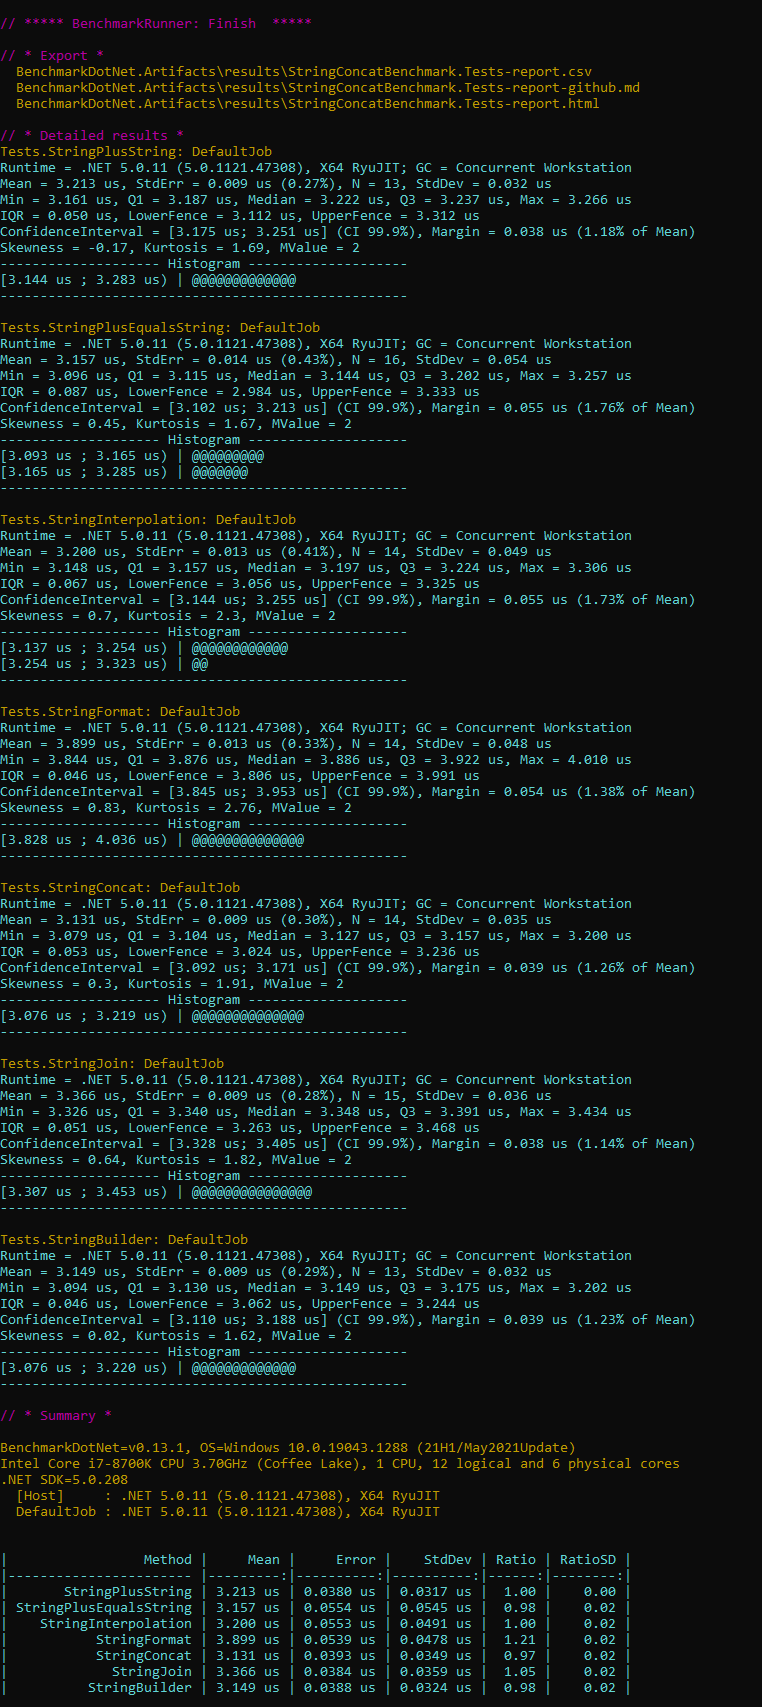 // ***** BenchmarkRunner: Finish  *****
// * Export *
  BenchmarkDotNet.Artifacts\results\StringConcatBenchmark.Tests-report.csv
  BenchmarkDotNet.Artifacts\results\StringConcatBenchmark.Tests-report-github.md
  BenchmarkDotNet.Artifacts\results\StringConcatBenchmark.Tests-report.html
// * Detailed results *
Tests.StringPlusString: DefaultJob
Runtime = .NET 5.0.11 (5.0.1121.47308), X64 RyuJIT; GC = Concurrent Workstation
Mean = 3.213 us, StdErr = 0.009 us (0.27%), N = 13, StdDev = 0.032 us
Min = 3.161 us, Q1 = 3.187 us, Median = 3.222 us, Q3 = 3.237 us, Max = 3.266 us
IQR = 0.050 us, LowerFence = 3.112 us, UpperFence = 3.312 us
ConfidenceInterval = [3.175 us; 3.251 us] (CI 99.9%), Margin = 0.038 us (1.18% of Mean)
Skewness = -0.17, Kurtosis = 1.69, MValue = 2
-------------------- Histogram --------------------
[3.144 us ; 3.283 us) | @@@@@@@@@@@@@
---------------------------------------------------
Tests.StringPlusEqualsString: DefaultJob
Runtime = .NET 5.0.11 (5.0.1121.47308), X64 RyuJIT; GC = Concurrent Workstation
Mean = 3.157 us, StdErr = 0.014 us (0.43%), N = 16, StdDev = 0.054 us
Min = 3.096 us, Q1 = 3.115 us, Median = 3.144 us, Q3 = 3.202 us, Max = 3.257 us
IQR = 0.087 us, LowerFence = 2.984 us, UpperFence = 3.333 us
ConfidenceInterval = [3.102 us; 3.213 us] (CI 99.9%), Margin = 0.055 us (1.76% of Mean)
Skewness = 0.45, Kurtosis = 1.67, MValue = 2
-------------------- Histogram --------------------
[3.093 us ; 3.165 us) | @@@@@@@@@
[3.165 us ; 3.285 us) | @@@@@@@
---------------------------------------------------
Tests.StringInterpolation: DefaultJob
Runtime = .NET 5.0.11 (5.0.1121.47308), X64 RyuJIT; GC = Concurrent Workstation
Mean = 3.200 us, StdErr = 0.013 us (0.41%), N = 14, StdDev = 0.049 us
Min = 3.148 us, Q1 = 3.157 us, Median = 3.197 us, Q3 = 3.224 us, Max = 3.306 us
IQR = 0.067 us, LowerFence = 3.056 us, UpperFence = 3.325 us
ConfidenceInterval = [3.144 us; 3.255 us] (CI 99.9%), Margin = 0.055 us (1.73% of Mean)
Skewness = 0.7, Kurtosis = 2.3, MValue = 2
-------------------- Histogram --------------------
[3.137 us ; 3.254 us) | @@@@@@@@@@@@
[3.254 us ; 3.323 us) | @@
---------------------------------------------------
Tests.StringFormat: DefaultJob
Runtime = .NET 5.0.11 (5.0.1121.47308), X64 RyuJIT; GC = Concurrent Workstation
Mean = 3.899 us, StdErr = 0.013 us (0.33%), N = 14, StdDev = 0.048 us
Min = 3.844 us, Q1 = 3.876 us, Median = 3.886 us, Q3 = 3.922 us, Max = 4.010 us
IQR = 0.046 us, LowerFence = 3.806 us, UpperFence = 3.991 us
ConfidenceInterval = [3.845 us; 3.953 us] (CI 99.9%), Margin = 0.054 us (1.38% of Mean)
Skewness = 0.83, Kurtosis = 2.76, MValue = 2
-------------------- Histogram --------------------
[3.828 us ; 4.036 us) | @@@@@@@@@@@@@@
---------------------------------------------------
Tests.StringConcat: DefaultJob
Runtime = .NET 5.0.11 (5.0.1121.47308), X64 RyuJIT; GC = Concurrent Workstation
Mean = 3.131 us, StdErr = 0.009 us (0.30%), N = 14, StdDev = 0.035 us
Min = 3.079 us, Q1 = 3.104 us, Median = 3.127 us, Q3 = 3.157 us, Max = 3.200 us
IQR = 0.053 us, LowerFence = 3.024 us, UpperFence = 3.236 us
ConfidenceInterval = [3.092 us; 3.171 us] (CI 99.9%), Margin = 0.039 us (1.26% of Mean)
Skewness = 0.3, Kurtosis = 1.91, MValue = 2
-------------------- Histogram --------------------
[3.076 us ; 3.219 us) | @@@@@@@@@@@@@@
---------------------------------------------------
Tests.StringJoin: DefaultJob
Runtime = .NET 5.0.11 (5.0.1121.47308), X64 RyuJIT; GC = Concurrent Workstation
Mean = 3.366 us, StdErr = 0.009 us (0.28%), N = 15, StdDev = 0.036 us
Min = 3.326 us, Q1 = 3.340 us, Median = 3.348 us, Q3 = 3.391 us, Max = 3.434 us
IQR = 0.051 us, LowerFence = 3.263 us, UpperFence = 3.468 us
ConfidenceInterval = [3.328 us; 3.405 us] (CI 99.9%), Margin = 0.038 us (1.14% of Mean)
Skewness = 0.64, Kurtosis = 1.82, MValue = 2
-------------------- Histogram --------------------
[3.307 us ; 3.453 us) | @@@@@@@@@@@@@@@
---------------------------------------------------
Tests.StringBuilder: DefaultJob
Runtime = .NET 5.0.11 (5.0.1121.47308), X64 RyuJIT; GC = Concurrent Workstation
Mean = 3.149 us, StdErr = 0.009 us (0.29%), N = 13, StdDev = 0.032 us
Min = 3.094 us, Q1 = 3.130 us, Median = 3.149 us, Q3 = 3.175 us, Max = 3.202 us
IQR = 0.046 us, LowerFence = 3.062 us, UpperFence = 3.244 us
ConfidenceInterval = [3.110 us; 3.188 us] (CI 99.9%), Margin = 0.039 us (1.23% of Mean)
Skewness = 0.02, Kurtosis = 1.62, MValue = 2
-------------------- Histogram --------------------
[3.076 us ; 3.220 us) | @@@@@@@@@@@@@
---------------------------------------------------
// * Summary *
BenchmarkDotNet=v0.13.1, OS=Windows 10.0.19043.1288 (21H1/May2021Update)
Intel Core i7-8700K CPU 3.70GHz (Coffee Lake), 1 CPU, 12 logical and 6 physical cores
.NET SDK=5.0.208
  [Host]     : .NET 5.0.11 (5.0.1121.47308), X64 RyuJIT
  DefaultJob : .NET 5.0.11 (5.0.1121.47308), X64 RyuJIT
|                 Method |     Mean |     Error |    StdDev | Ratio | RatioSD |
|----------------------- |---------:|----------:|----------:|------:|--------:|
|       StringPlusString | 3.213 us | 0.0380 us | 0.0317 us |  1.00 |    0.00 |
| StringPlusEqualsString | 3.157 us | 0.0554 us | 0.0545 us |  0.98 |    0.02 |
|    StringInterpolation | 3.200 us | 0.0553 us | 0.0491 us |  1.00 |    0.02 |
|           StringFormat | 3.899 us | 0.0539 us | 0.0478 us |  1.21 |    0.02 |
|           StringConcat | 3.131 us | 0.0393 us | 0.0349 us |  0.97 |    0.02 |
|             StringJoin | 3.366 us | 0.0384 us | 0.0359 us |  1.05 |    0.02 |
|          StringBuilder | 3.149 us | 0.0388 us | 0.0324 us |  0.98 |    0.02 |